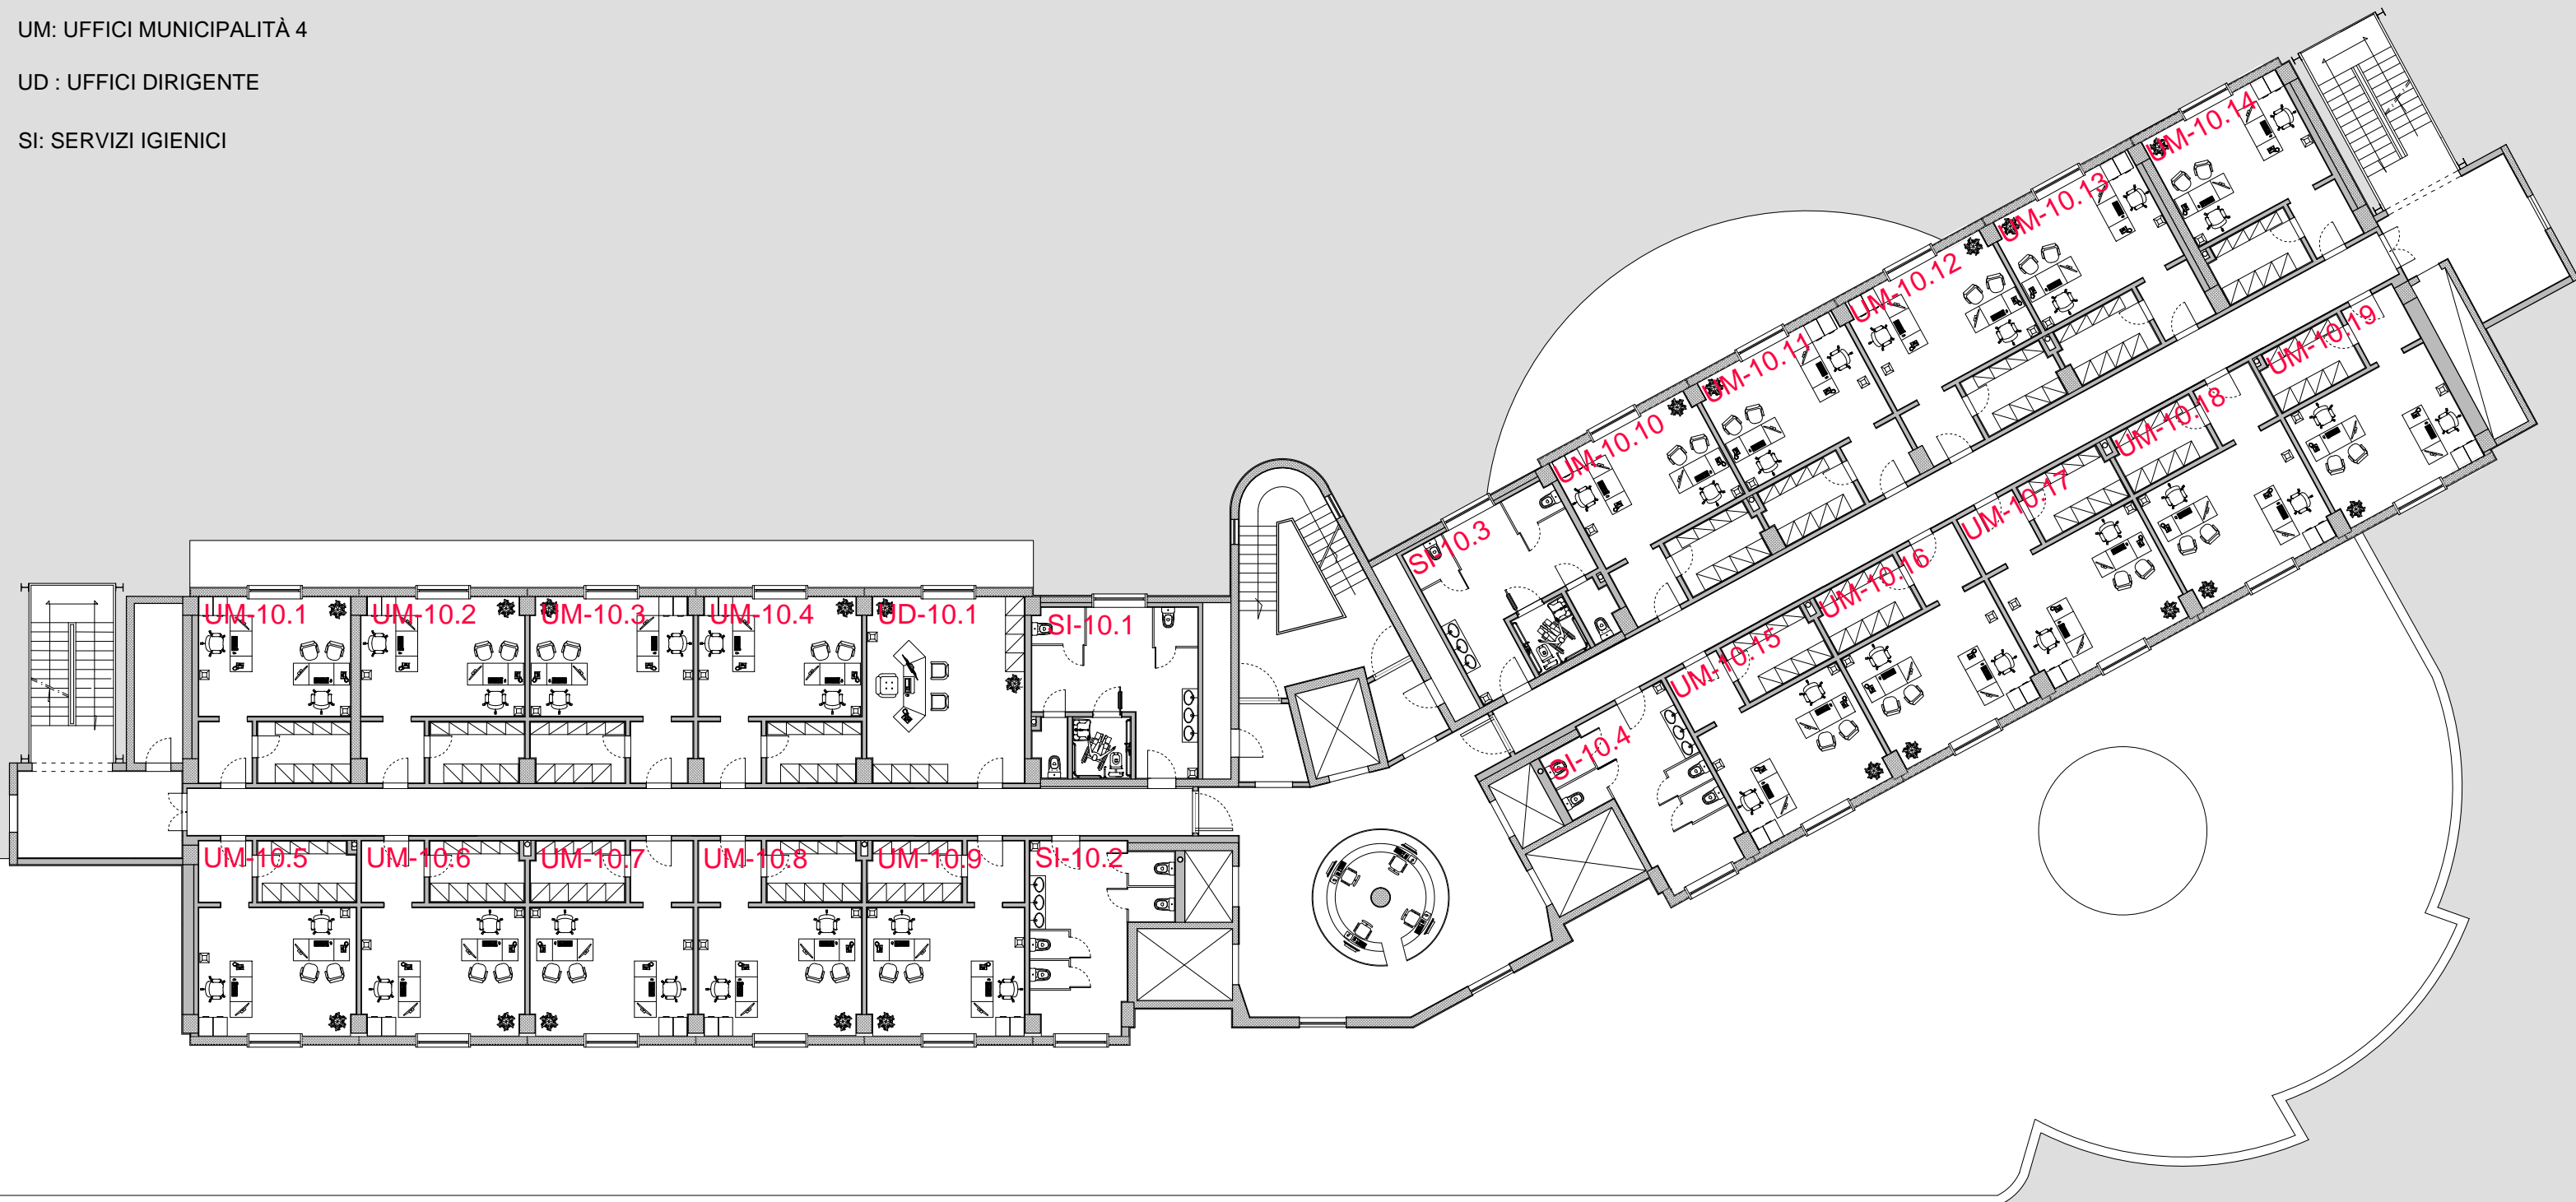 UM: UFFICI MUNICIPALITÀ 4
UD : UFFICI DIRIGENTE
SI: SERVIZI IGIENICI
UM-10.14
UM-10.13
UM-10.12
UM-10.11
UM-10.10
UM-10.19
UM-10.18
UM-10.17
UM-10.16
UM-10.15
SI-10.3
SI-10.4
UM-10.1
UM-10.2
UM-10.3
UM-10.4
UD-10.1
SI-10.1
UM-10.5
UM-10.6
UM-10.7
UM-10.8
UM-10.9
SI-10.2